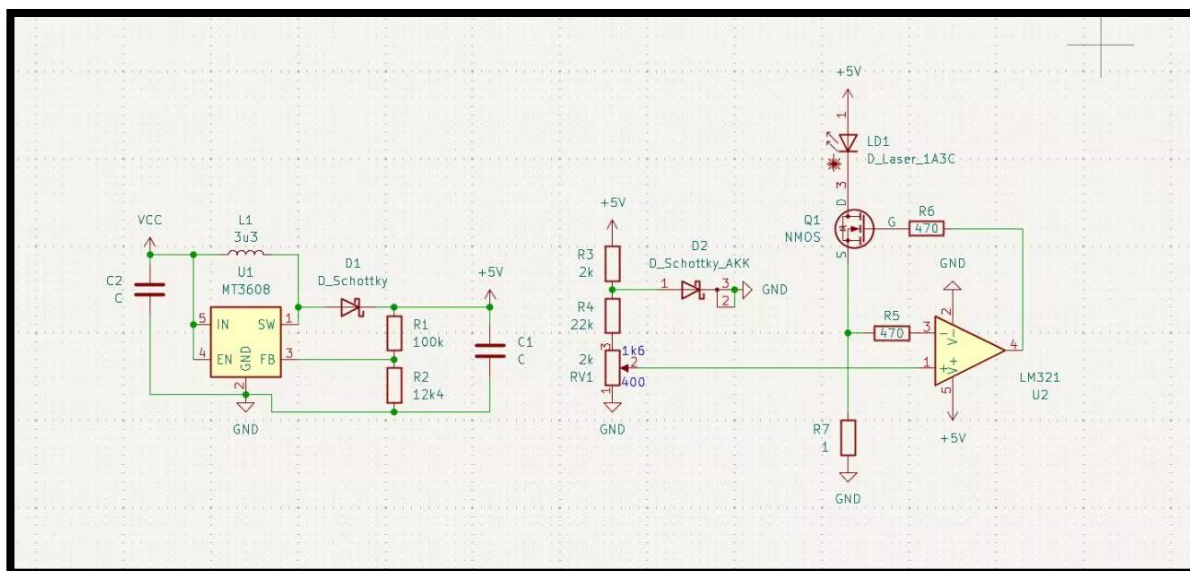 VCC
L1
3u3
C2
C
U1
MT3608
5
IN
SW
1
4
EN
GND
FB
3
2
GND
D1
D_Schottky
+5V
R1
100k
R2
12k4
C1
C
+5V
R3
2k
D2
D_Schottky_AKK
1
3
2
GND
R4
22k
3
2k
1k6
2
RV1
400
1
GND
+5V
1
LD1
D_Laser_1A3C
3
D
Q1
NMOS
G
S
R6
470
GND
2
R5
470
3
V-
-
4
1
+
V+
5
LM321
U2
+5V
R7
1
GND